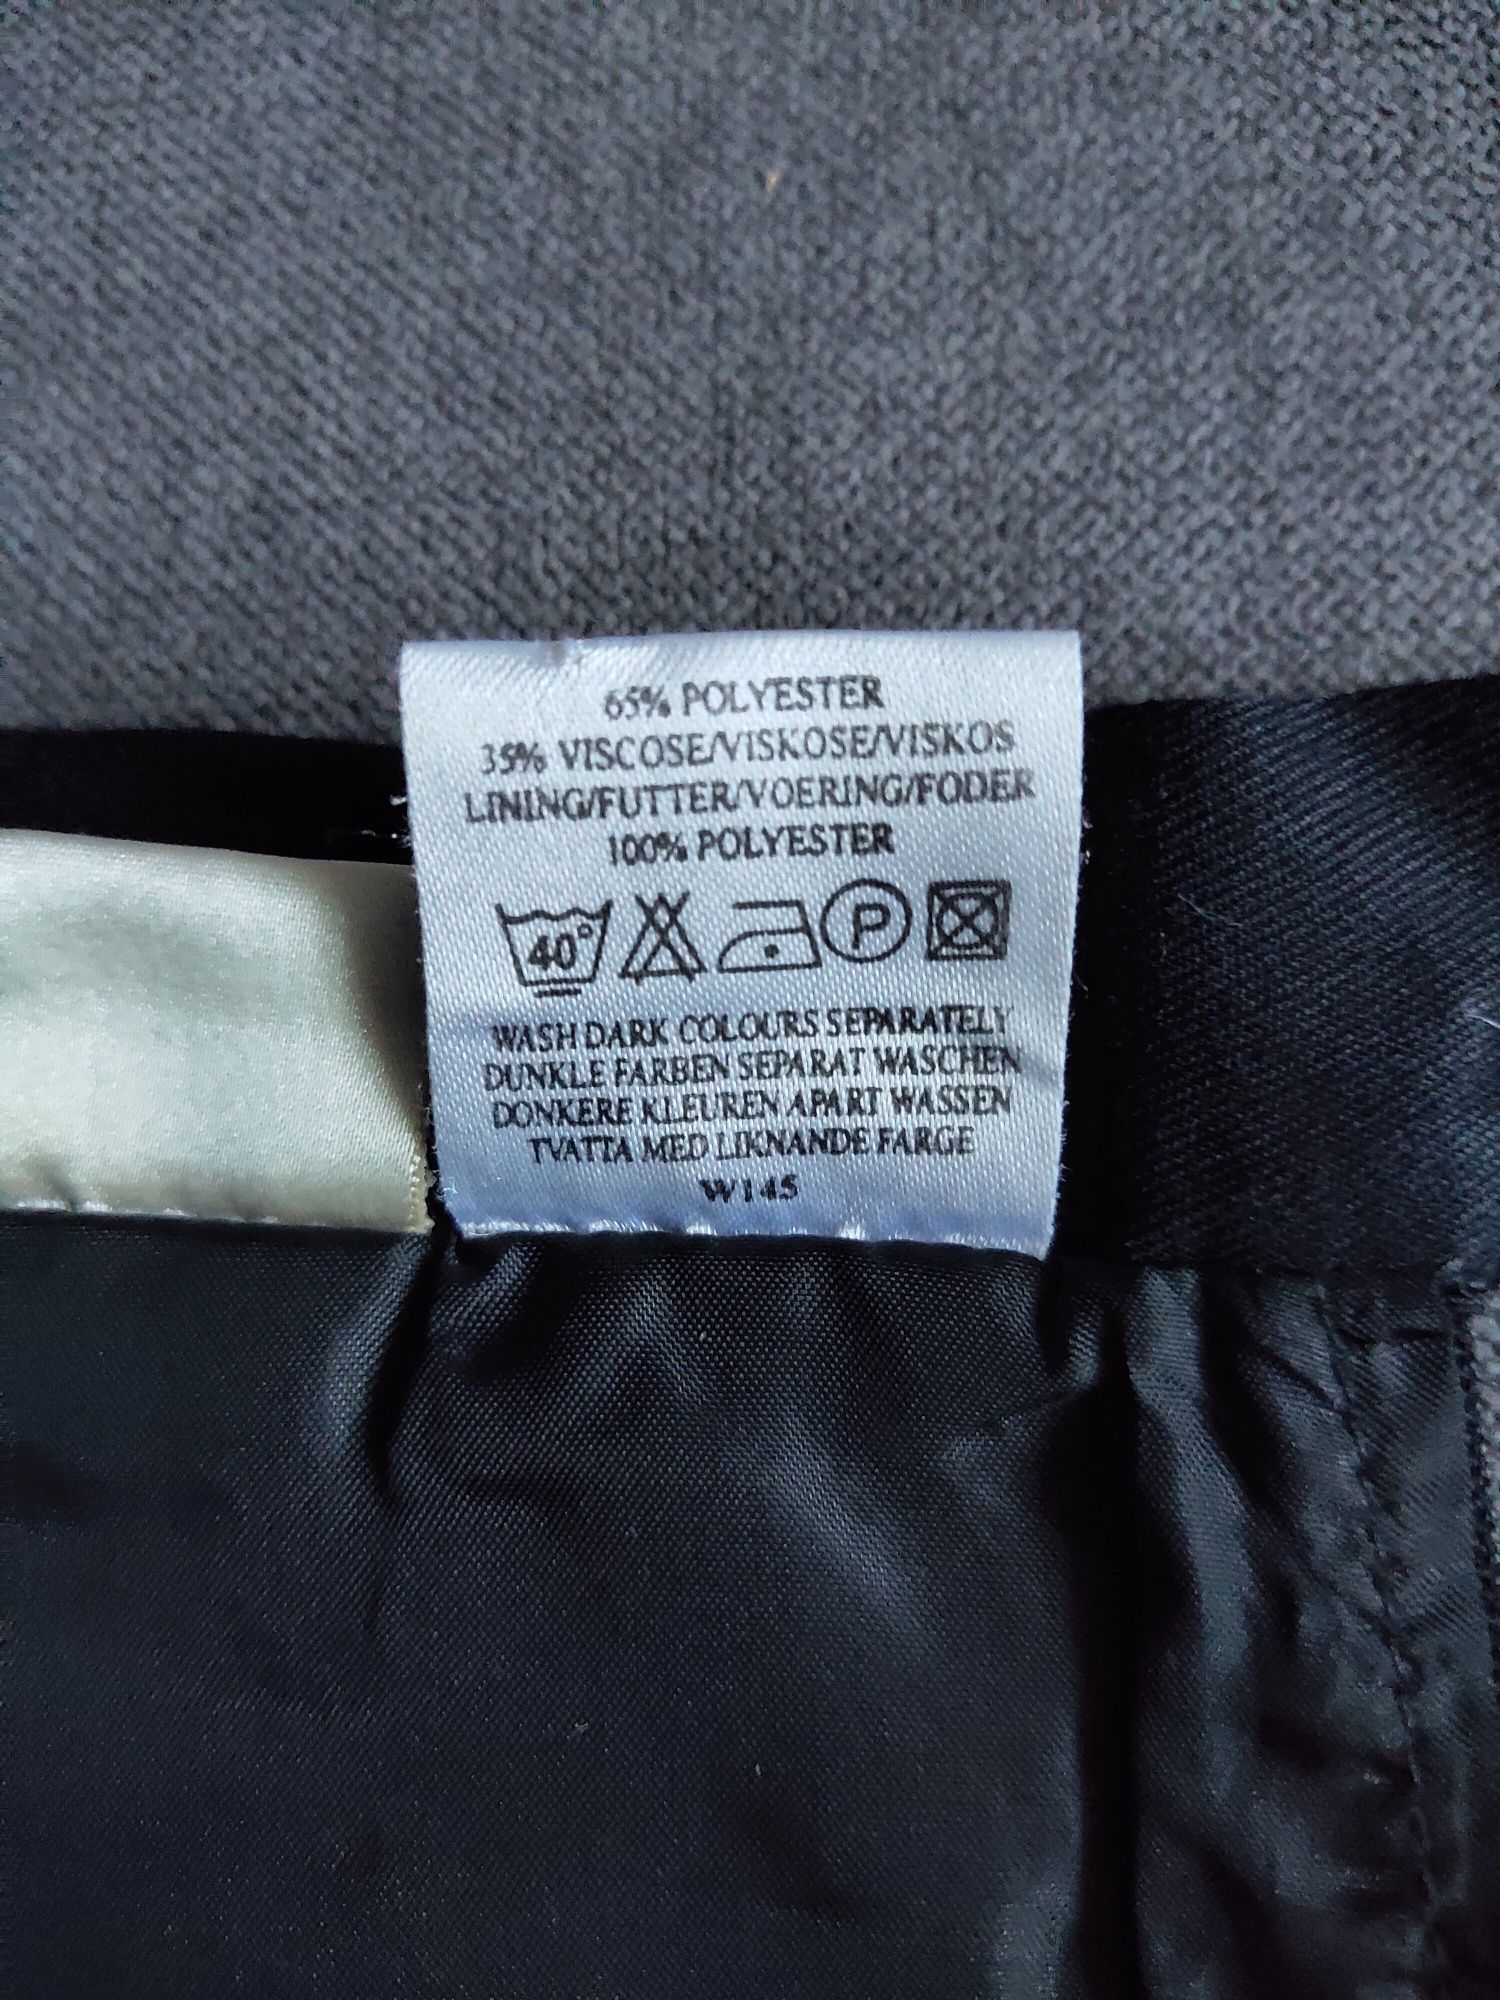 65% POLYESTER
35% VISCOSE/VISKOSE/VISKOS
LINING/FUTTER/VOERING/FODER
100% POLYESTER
40° P
WASH DARK COLOURS SEPARATELY
DUNKLE FARBEN SEPARAT WASCHEN
DONKERE KLEUREN APART WASSEN
TVATTA MED LIKNANDE FARGE
W145